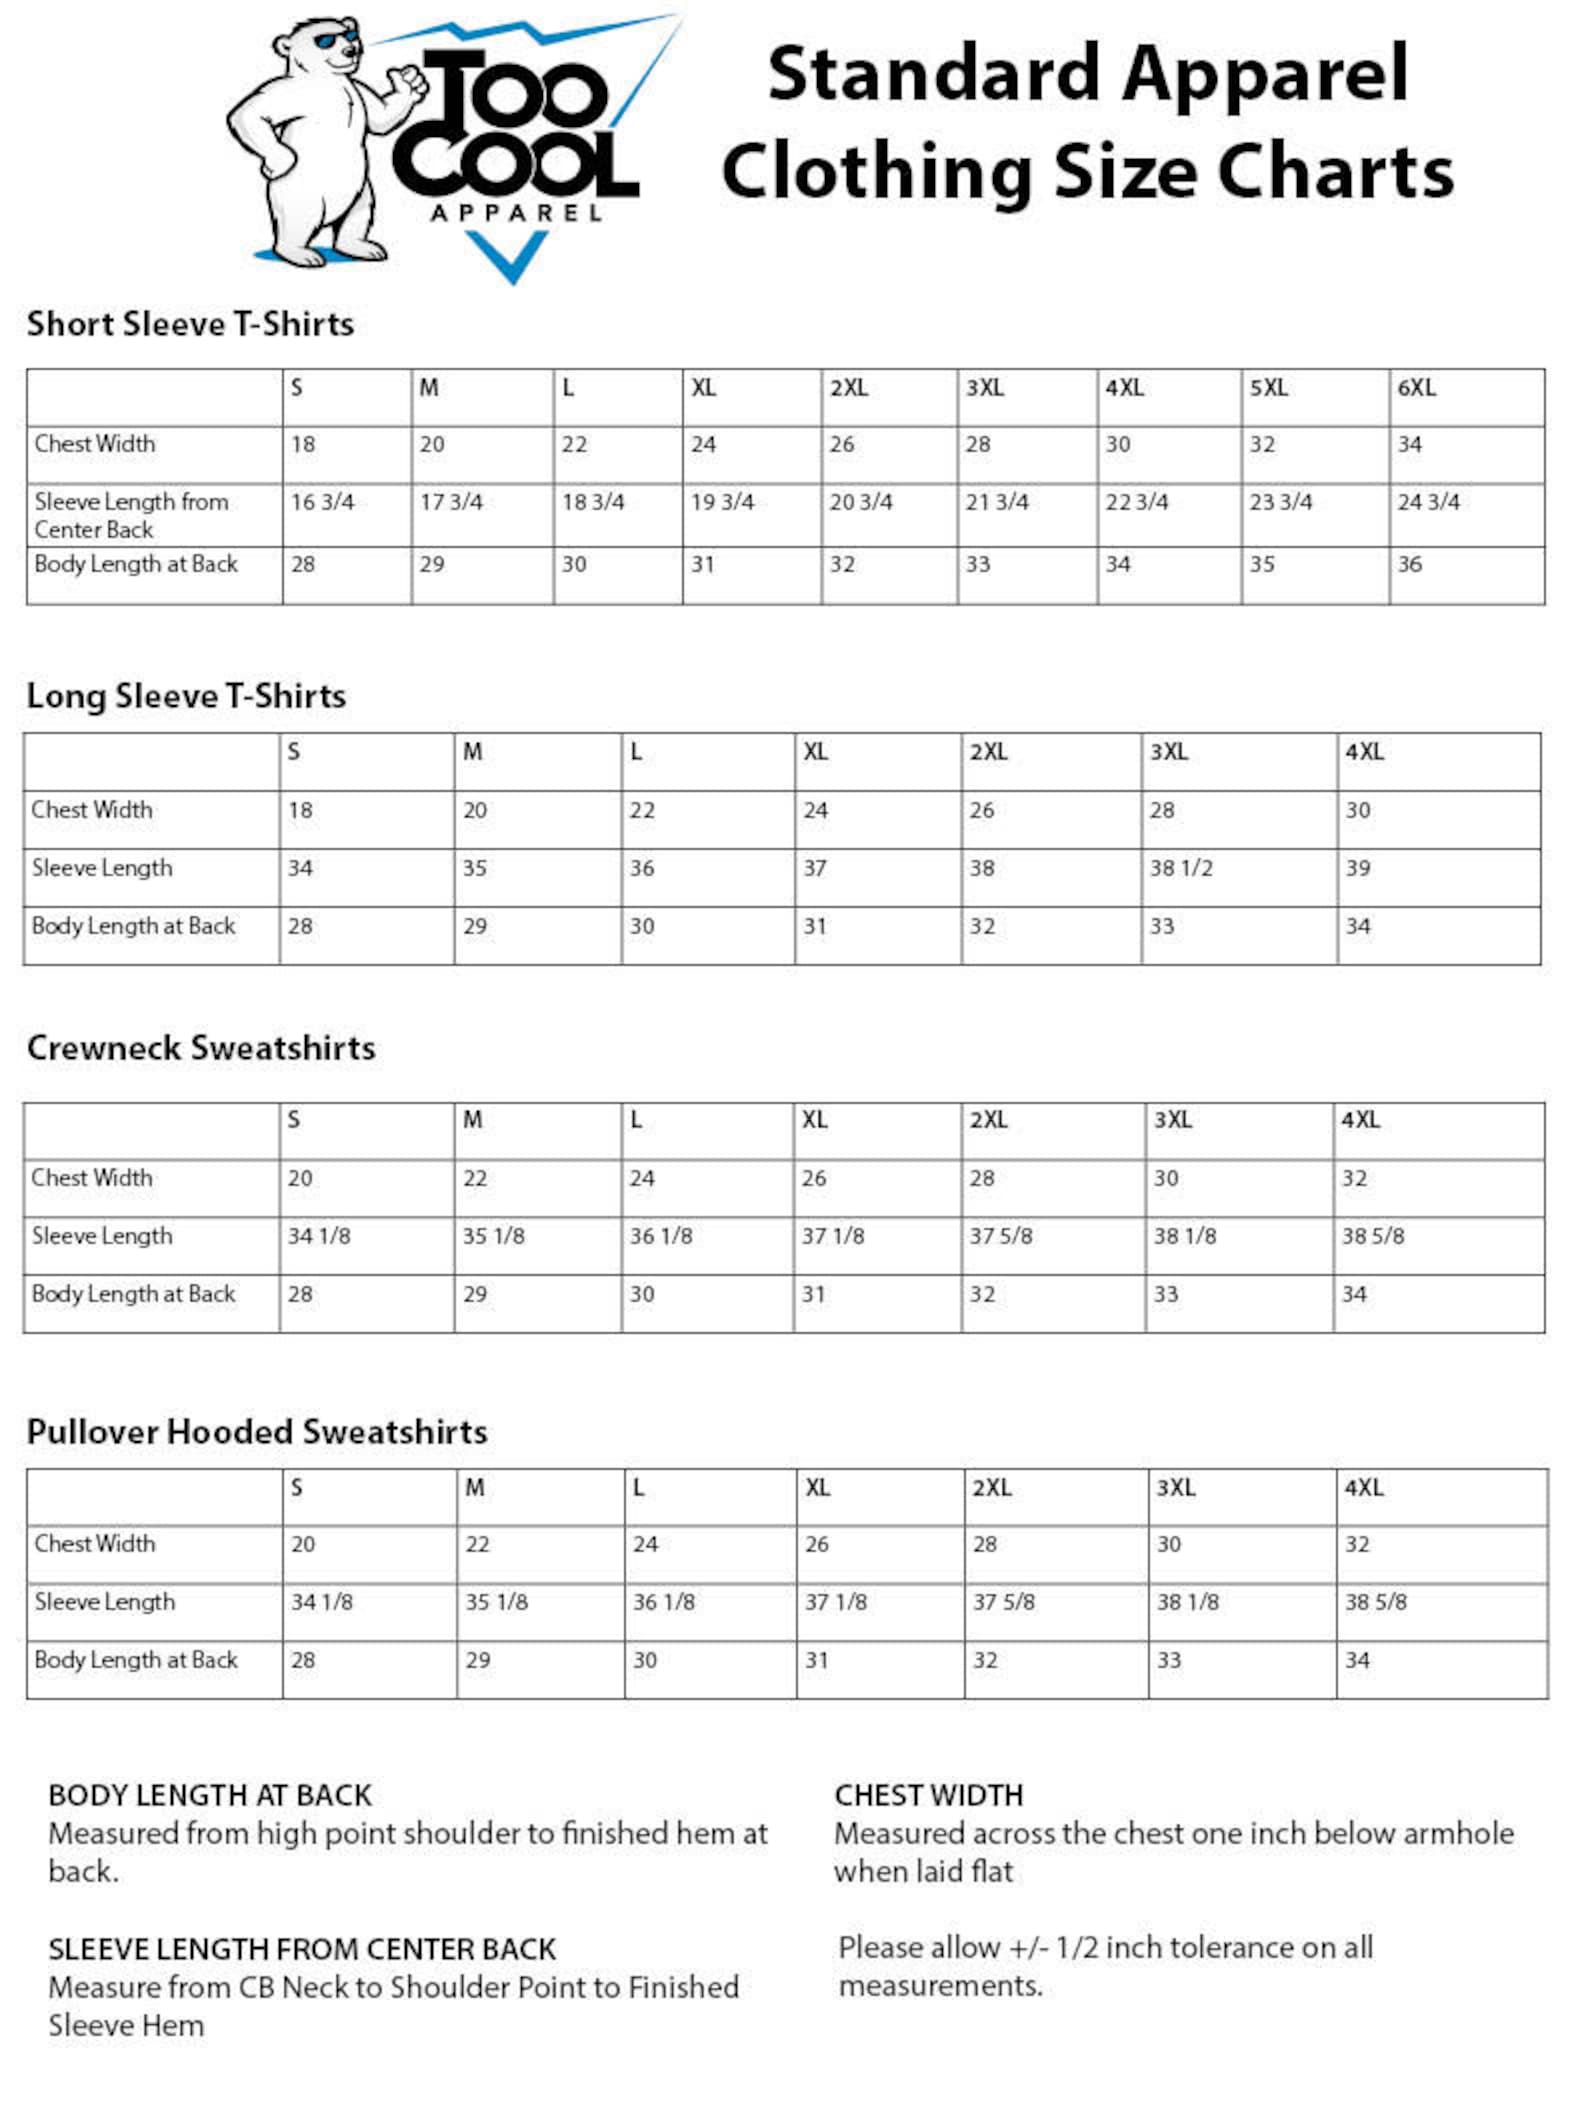 TOO
COOL
APPAREL
Standard Apparel
Clothing Size Charts
Short Sleeve T-Shirts
S M L XL 2XL 3XL 4XL 5XL 6XL
Chest Width 18 20 22 24 26 28 30 32 34
Sleeve Length from 16 3/4 17 3/4 18 3/4 19 3/4 20 3/4 21 3/4 22 3/4 23 3/4 24 3/4
Center Back
Body Length at Back 28 29 30 31 32 33 34 35 36
Long Sleeve T-Shirts
S M L XL 2XL 3XL 4XL
Chest Width 18 20 22 24 26 28 30
Sleeve Length 34 35 36 37 38 38 1/2 39
Body Length at Back 28 29 30 31 32 33 34
Crewneck Sweatshirts
S M L XL 2XL 3XL 4XL
Chest Width 20 22 24 26 28 30 32
Sleeve Length 34 1/8 35 1/8 36 1/8 37 1/8 37 5/8 38 1/8 38 5/8
Body Length at Back 28 29 30 31 32 33 34
Pullover Hooded Sweatshirts
S M L XL 2XL 3XL 4XL
Chest Width 20 22 24 26 28 30 32
Sleeve Length 34 1/8 35 1/8 36 1/8 37 1/8 37 5/8 38 1/8 38 5/8
Body Length at Back 28 29 30 31 32 33 34
BODY LENGTH AT BACK
Measured from high point shoulder to finished hem at
back.
CHEST WIDTH
Measured across the chest one inch below armhole
when laid flat
SLEEVE LENGTH FROM CENTER BACK
Measure from CB Neck to Shoulder Point to Finished
Sleeve Hem
Please allow +/- 1/2 inch tolerance on all
measurements.